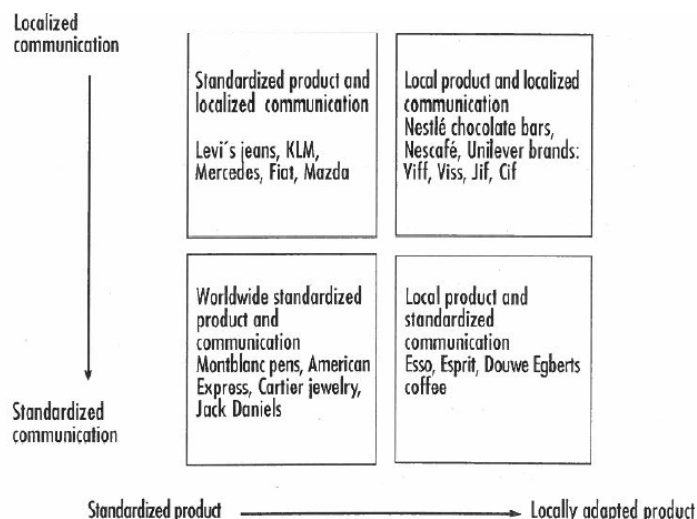 Localized
communication
Standardized product and
localized communication
Levi´s jeans, KLM,
Mercedes, Fiat, Mazda
Local product and localized
communication
Nestlé chocolate bars,
Nescafé, Unilever brands:
Viff, Viss, Jif, Cif
Worldwide standardized
product and
communication
Montblanc pens, American
Express, Cartier jewelry,
Jack Daniels
Local product and
standardized
communication
Esso, Esprit, Douwe Egberts
coffee
Standardized
communication
Standardized product
Locally adapted product